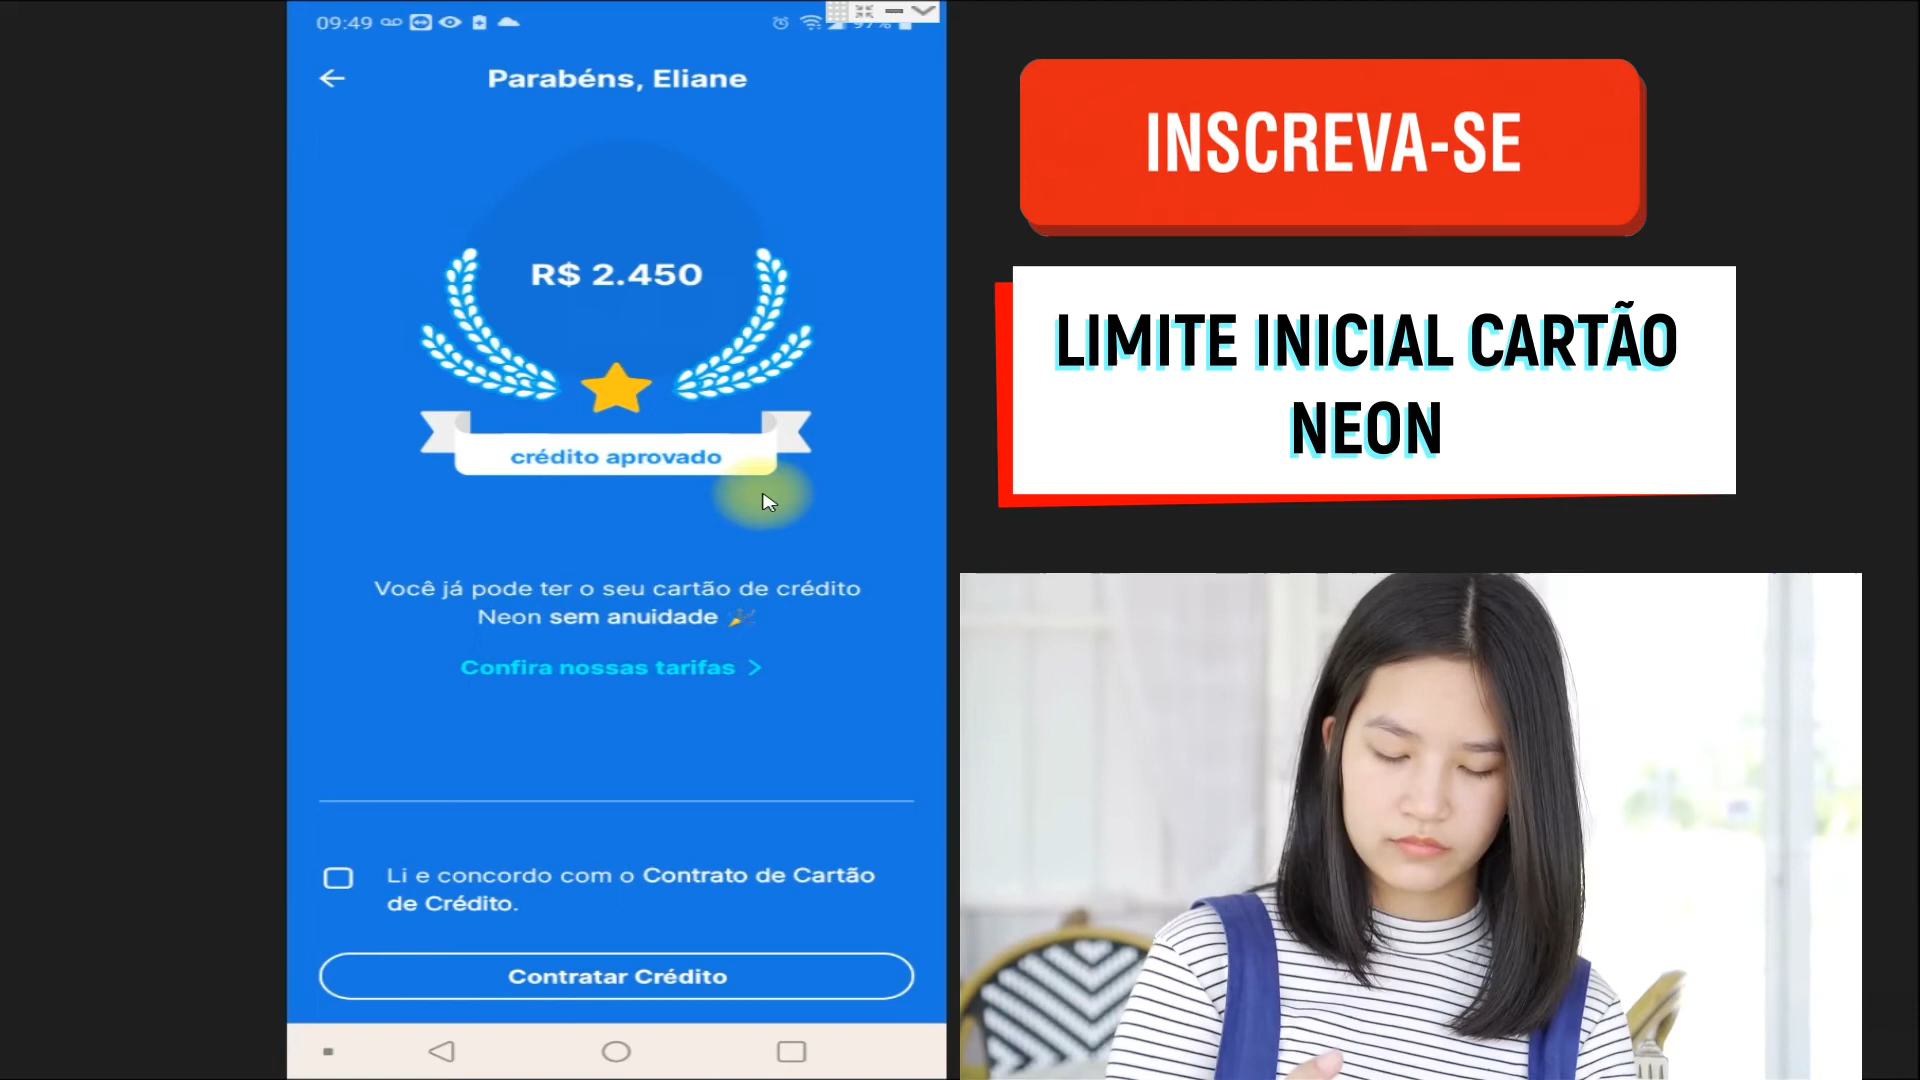 09:49
97%
Parabéns, Eliane
R$ 2.450
crédito aprovado
Você já pode ter o seu cartão de crédito
Neon sem anuidade
Confira nossas tarifas >
Li e concordo com o Contrato de Cartão
de Crédito.
Contratar Crédito
INSCREVA-SE
LIMITE INICIAL CARTÃO
NEON